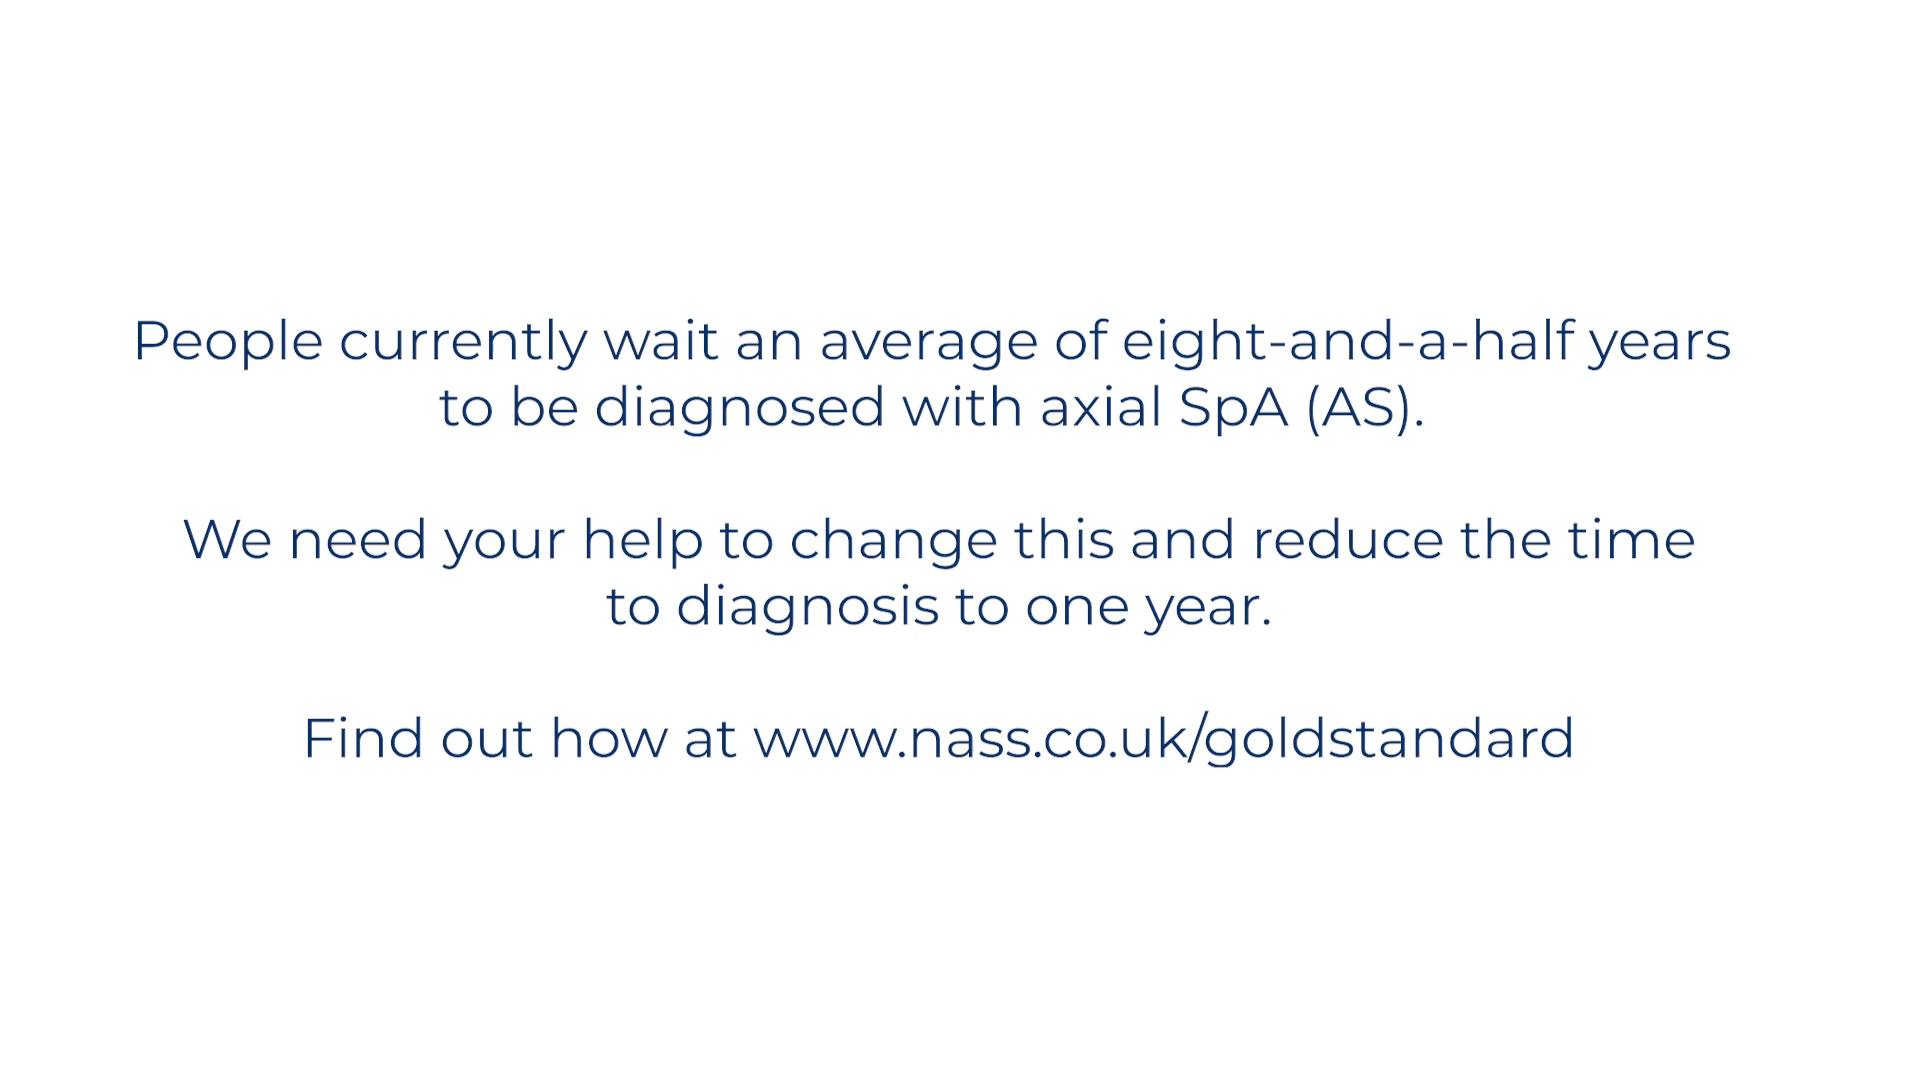 People currently wait an average of eight-and-a-half years
to be diagnosed with axial SpA (AS).
We need your help to change this and reduce the time
to diagnosis to one year.
Find out how at www.nass.co.uk/goldstandard